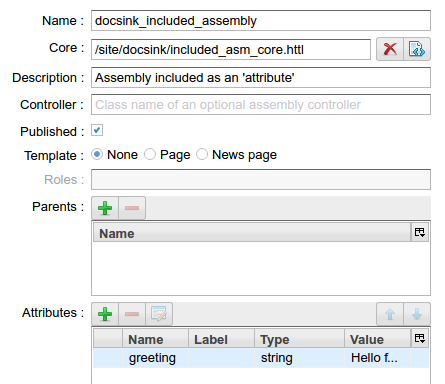 Name : docsink_included_assembly
Core : /site/docsink/included_asm_core.httl
Description : Assembly included as an 'attribute'
Controller : Class name of an optional assembly controller
Published :
Template : None Page News page
Roles :
Parents :
Name
Attributes :
Name Label Type Value
greeting string Hello f...